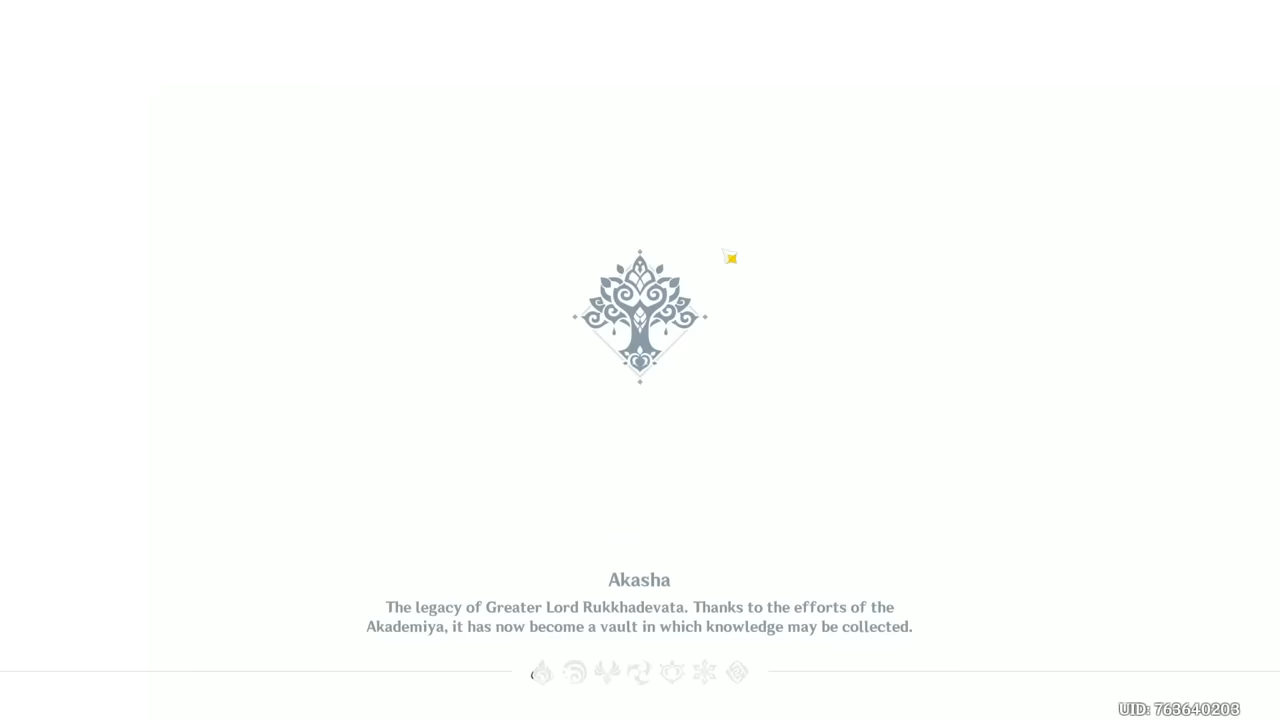 Akasha
The legacy of Greater Lord Rukkhadevata. Thanks to the efforts of the
Akademiya, it has now become a vault in which knowledge may be collected.
UID: 763640203